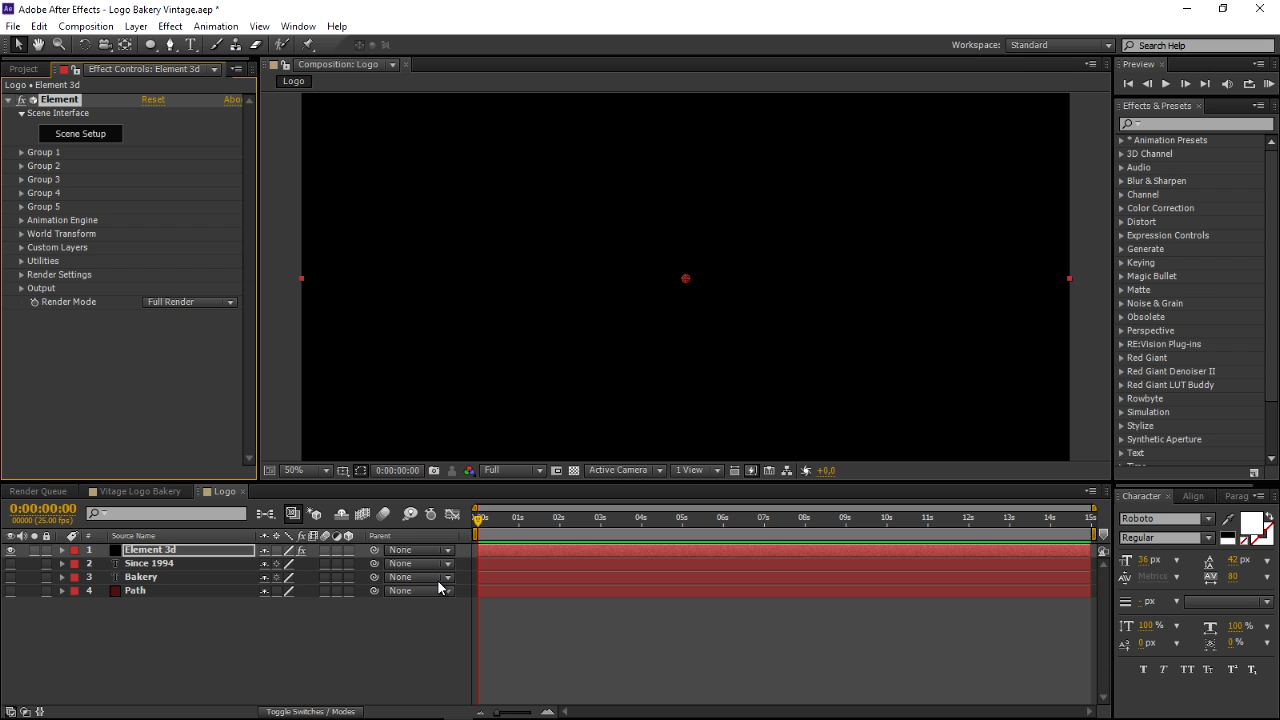 Adobe After Effects - Logo Bakery Vintage.aep *
File Edit Composition Layer Effect Animation View Window Help
Workspace: Standard Search Help
Project Effect Controls: Element 3d
Logo • Element 3d
fx Element Reset Abo
Scene Interface
Scene Setup
Group 1
Group 2
Group 3
Group 4
Group 5
Animation Engine
World Transform
Custom Layers
Utilities
Render Settings
Output
Render Mode Full Render
Composition: Logo
Logo
50% 0:00:00:00 Full Active Camera 1 View +0,0
Preview
Effects & Presets
* Animation Presets
3D Channel
Audio
Blur & Sharpen
Channel
Color Correction
Distort
Expression Controls
Generate
Keying
Magic Bullet
Matte
Noise & Grain
Obsolete
Perspective
RE:Vision Plug-ins
Red Giant
Red Giant Denoiser II
Red Giant LUT Buddy
Rowbyte
Simulation
Stylize
Synthetic Aperture
Text
Render Queue Vitage Logo Bakery Logo
0:00:00:00
00000 (25.00 fps)
# Source Name Parent
1 Element 3d None
2 Since 1994 None
3 Bakery None
4 Path None
:00s 01s 02s 03s 04s 05s 06s 07s 08s 09s 10s 11s 12s 13s 14s 15s
Toggle Switches / Modes
Character Align Parag
Roboto
Regular
36 px 42 px
Metrics 80
- px
100 % 100 %
0 px 0 %
T T TT Tr T' T,